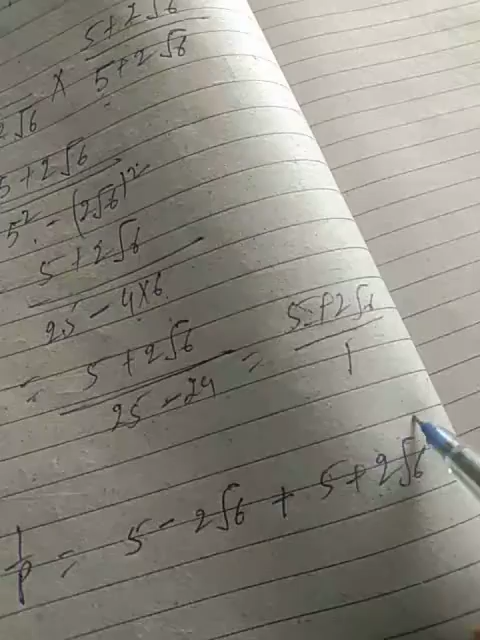 2√6 × 5+2√6 / 5+2√6
5+2√6 / 5² - (2√6)²
5+2√6 / 25 - 4×6
= 5+2√6 / 25-24 = 5+2√6 / 1
1/p = 5 - 2√6 + 5+2√6